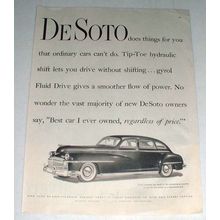 DeSoto does things for you
that ordinary cars can't do. Tip-Toe hydraulic
shift lets you drive without shifting...gyrol
Fluid Drive gives a smoother flow of power. No
wonder the vast majority of new DeSoto owners
say, "Best car I ever owned, regardless of price!"